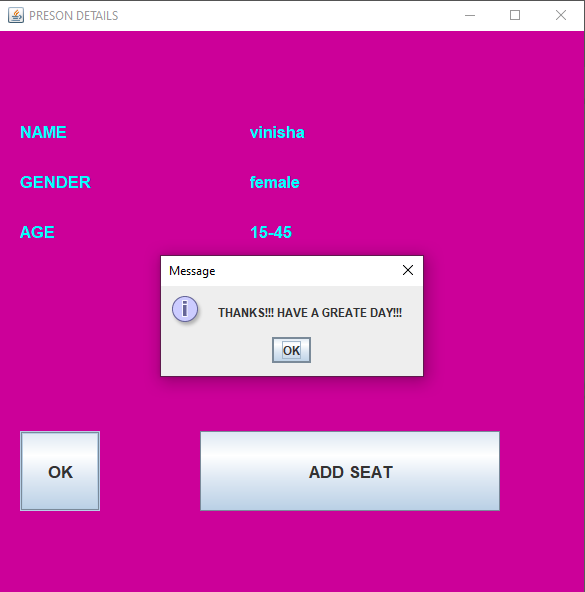 PRESON DETAILS
NAME vinisha
GENDER female
AGE 15-45
Message
THANKS!!! HAVE A GREATE DAY!!!
OK
OK ADD SEAT